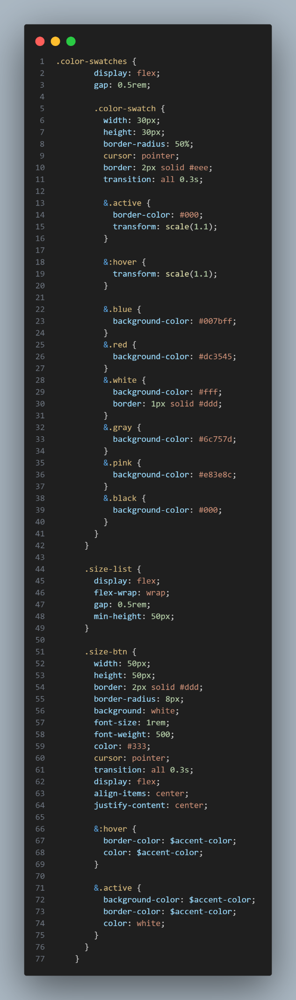 1 .color-swatches {
2 display: flex;
3 gap: 0.5rem;
4
5 .color-swatch {
6 width: 30px;
7 height: 30px;
8 border-radius: 50%;
9 cursor: pointer;
10 border: 2px solid #eee;
11 transition: all 0.3s;
12
13 &.active {
14 border-color: #000;
15 transform: scale(1.1);
16 }
17
18 &:hover {
19 transform: scale(1.1);
20 }
21
22 &.blue {
23 background-color: #007bff;
24 }
25 &.red {
26 background-color: #dc3545;
27 }
28 &.white {
29 background-color: #fff;
30 border: 1px solid #ddd;
31 }
32 &.gray {
33 background-color: #6c757d;
34 }
35 &.pink {
36 background-color: #e83e8c;
37 }
38 &.black {
39 background-color: #000;
40 }
41 }
42 }
43
44 .size-list {
45 display: flex;
46 flex-wrap: wrap;
47 gap: 0.5rem;
48 min-height: 50px;
49 }
50
51 .size-btn {
52 width: 50px;
53 height: 50px;
54 border: 2px solid #ddd;
55 border-radius: 8px;
56 background: white;
57 font-size: 1rem;
58 font-weight: 500;
59 color: #333;
60 cursor: pointer;
61 transition: all 0.3s;
62 display: flex;
63 align-items: center;
64 justify-content: center;
65
66 &:hover {
67 border-color: $accent-color;
68 color: $accent-color;
69 }
70
71 &.active {
72 background-color: $accent-color;
73 border-color: $accent-color;
74 color: white;
75 }
76 }
77 }